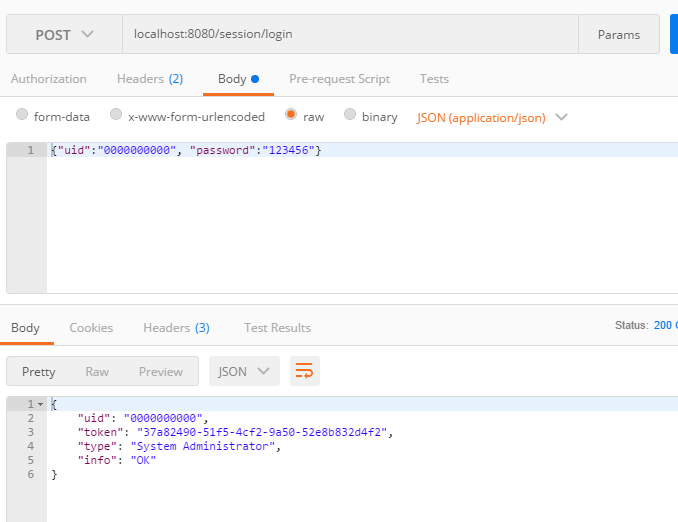 POST localhost:8080/session/login Params
Authorization Headers (2) Body Pre-request Script Tests
form-data x-www-form-urlencoded raw binary JSON (application/json)
1 {"uid":"0000000000", "password":"123456"}
Body Cookies Headers (3) Test Results Status: 200
Pretty Raw Preview JSON
1 {
2 "uid": "0000000000",
3 "token": "37a82490-51f5-4cf2-9a50-52e8b832d4f2",
4 "type": "System Administrator",
5 "info": "OK"
6 }